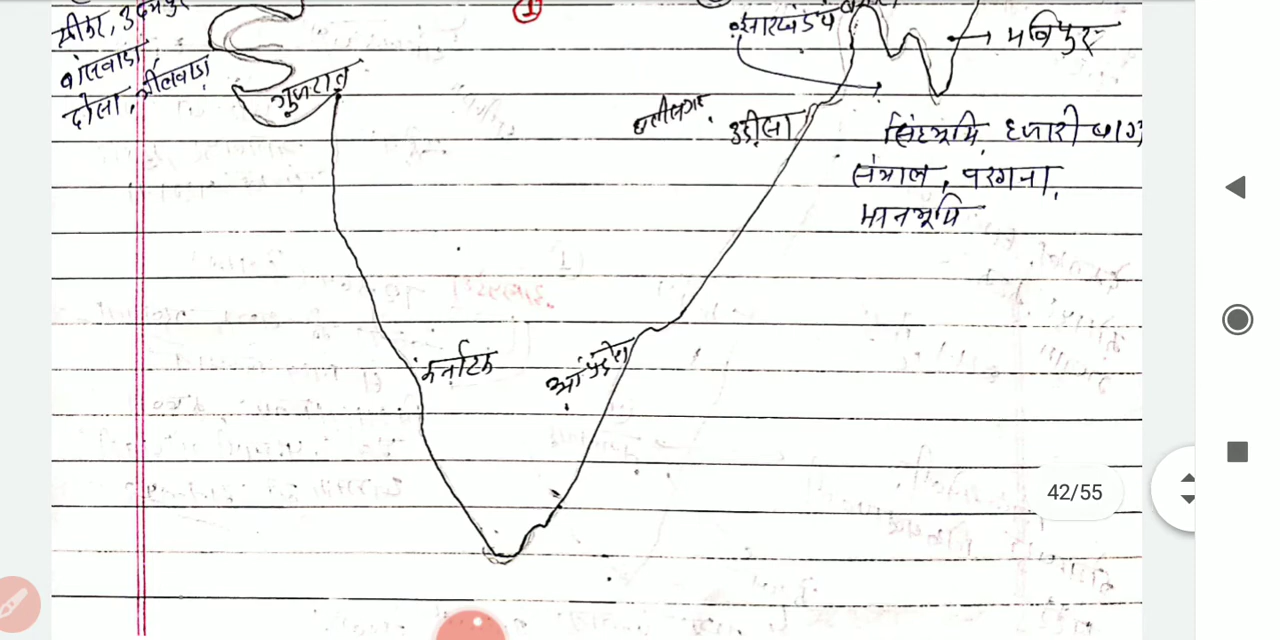 सीकर, उदयपुर
बांसवाडा
दौसा, भीलवाडा
1
गुजरात
झारखंड
मणिपुर
छत्तीसगढ़
उड़ीसा
सिंहभूमि हजारी बाग
संथाल, परगना,
मानभूमि
कर्नाटक
आंध्रप्रदेश
42/55